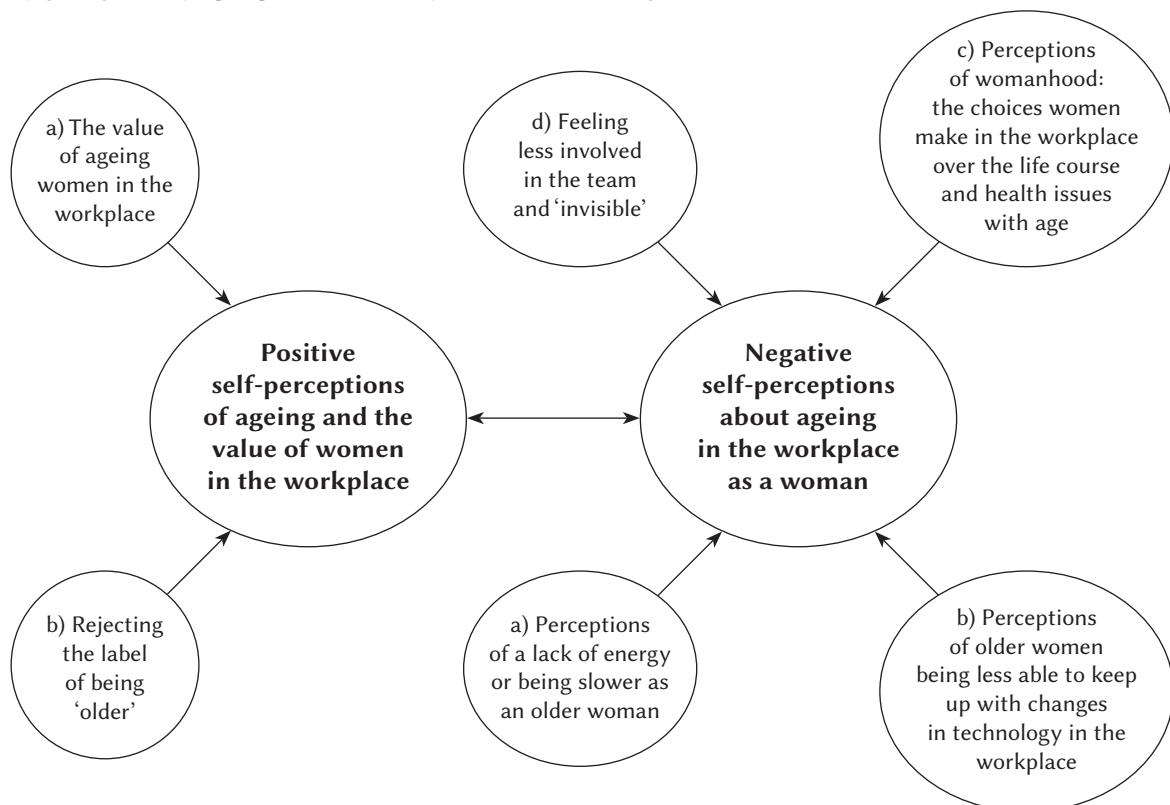 a) The value
of ageing
women in the
workplace
d) Feeling
less involved
in the team
and ‘invisible’
c) Perceptions
of womanhood:
the choices women
make in the workplace
over the life course
and health issues
with age
Positive
self-perceptions
of ageing and the
value of women
in the workplace
Negative
self-perceptions
about ageing
in the workplace
as a woman
b) Rejecting
the label
of being
‘older’
a) Perceptions
of a lack of energy
or being slower as
an older woman
b) Perceptions
of older women
being less able to keep
up with changes
in technology in the
workplace